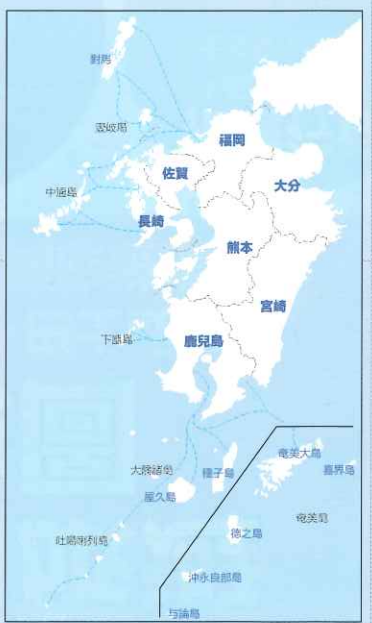 對馬
壹岐島
福岡
佐賀
大分
中通島
長崎
熊本
宮崎
下甑島
鹿兒島
奄美大島
喜界島
大隅諸島
種子島
屋久島
奄美島
吐噶喇列島
德之島
沖永良部島
与論島